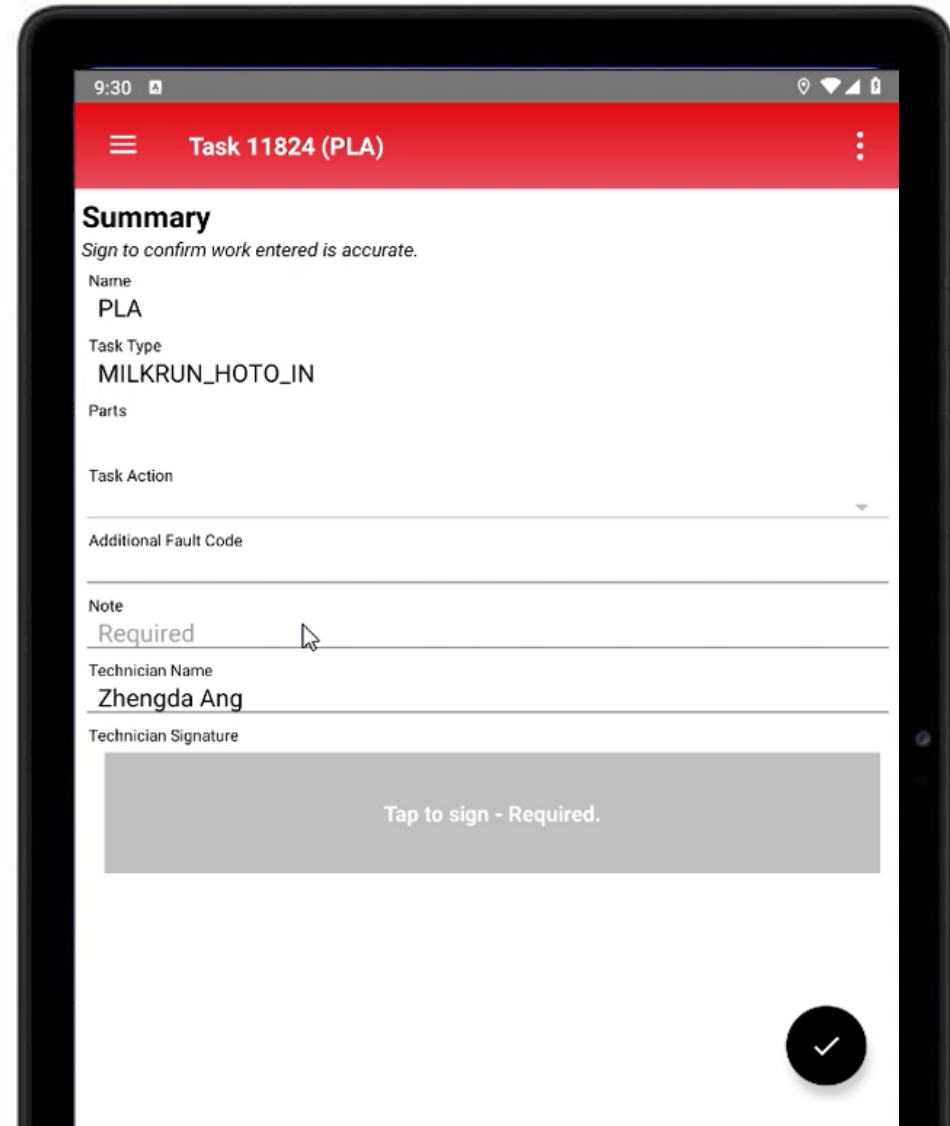 9:30
Task 11824 (PLA)
Summary
Sign to confirm work entered is accurate.
Name
PLA
Task Type
MILKRUN_HOTO_IN
Parts
Task Action
Additional Fault Code
Note
Required
Technician Name
Zhengda Ang
Technician Signature
Tap to sign - Required.